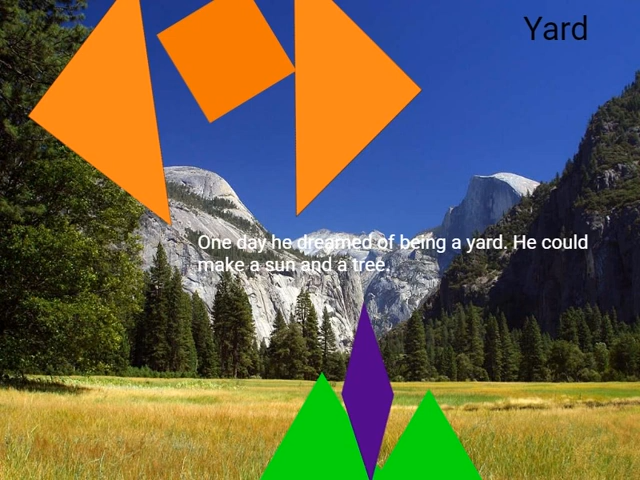 Yard
One day he dreamed of being a yard. He could
make a sun and a tree.